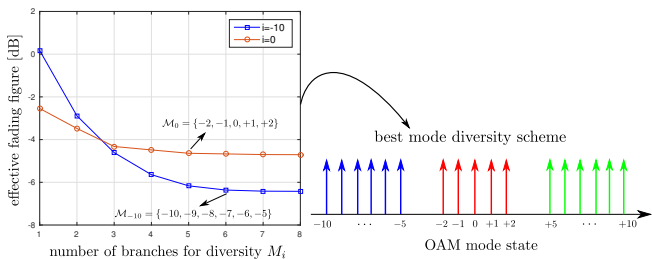 effective fading figure [dB]
2
0
-2
-4
-6
-8
1 2 3 4 5 6 7 8
number of branches for diversity M_i
i=-10
i=0
ℳ₀ = {−2, −1, 0, +1, +2}
ℳ₋₁₀ = {−10, −9, −8, −7, −6, −5}
best mode diversity scheme
−10 ··· −5 −2 −1 0 +1 +2 +5 ··· +10
OAM mode state